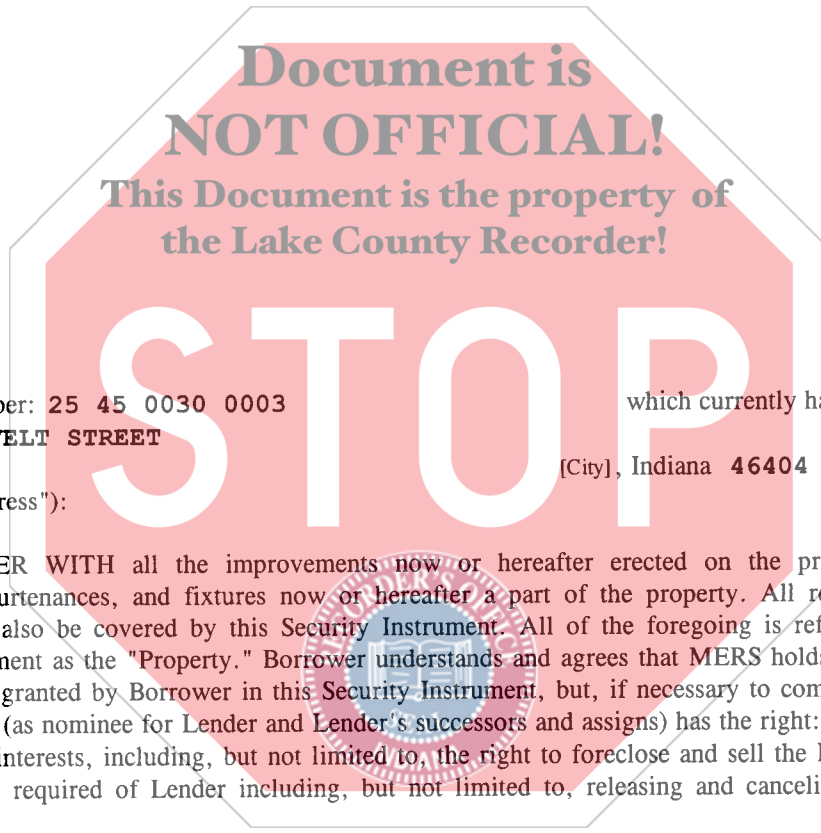 Document is
NOT OFFICIAL!
This Document is the property of
the Lake County Recorder!
STOP
ber: 25 45 0030 0003 which currently ha
VELT STREET
[City], Indiana 46404
ress"):
ER WITH all the improvements now or hereafter erected on the pr
urtenances, and fixtures now or hereafter a part of the property. All r
also be covered by this Security Instrument. All of the foregoing is ref
ment as the "Property." Borrower understands and agrees that MERS holds
granted by Borrower in this Security Instrument, but, if necessary to com
(as nominee for Lender and Lender's successors and assigns) has the right:
interests, including, but not limited to, the right to foreclose and sell the
required of Lender including, but not limited to, releasing and canceli